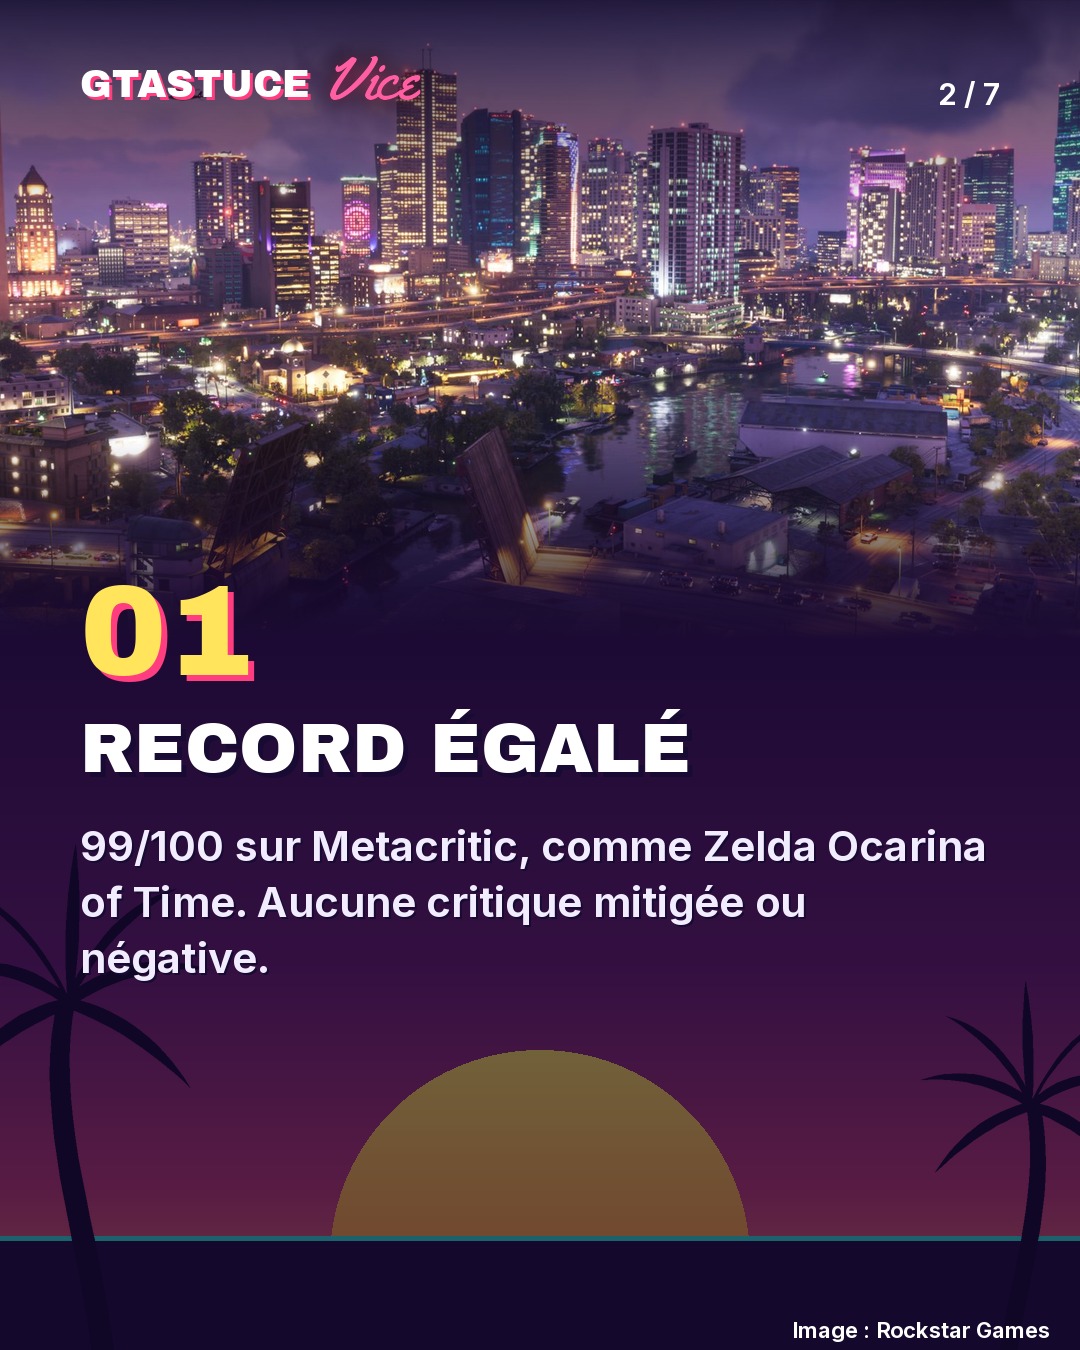 GTASTUCE Vice
2 / 7
01
RECORD ÉGALÉ
99/100 sur Metacritic, comme Zelda Ocarina
of Time. Aucune critique mitigée ou
négative.
Image : Rockstar Games